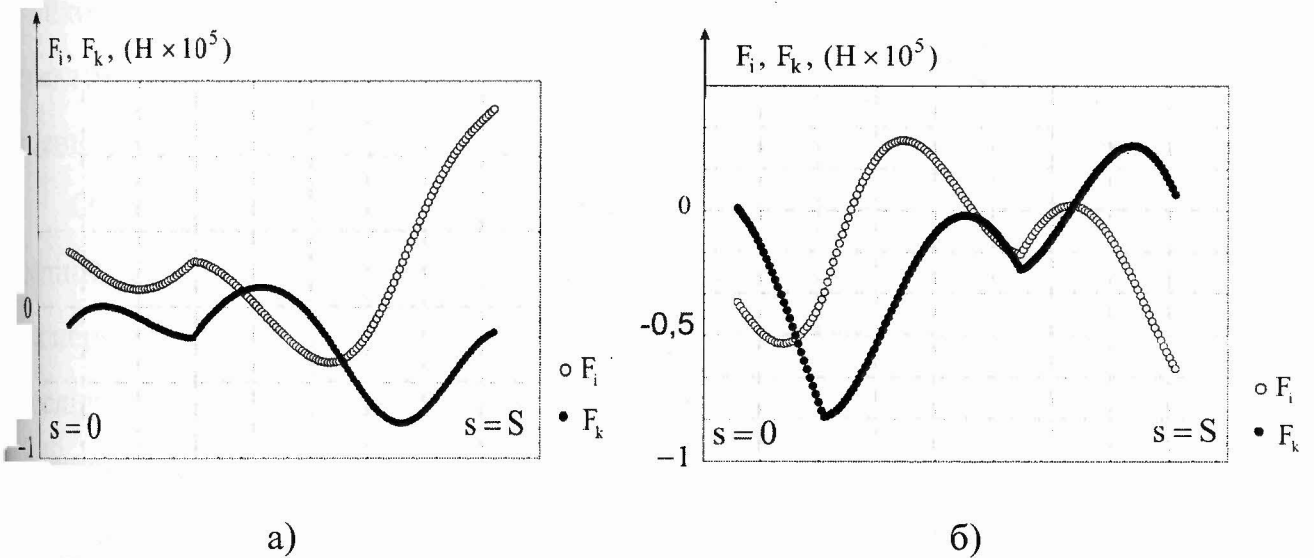 F_i, F_k, (H × 10^5)
1
0
-1
s = 0
s = S
○ F_i
● F_k
а)
F_i, F_k, (H × 10^5)
0
-0,5
−1
s = 0
s = S
○ F_i
● F_k
б)